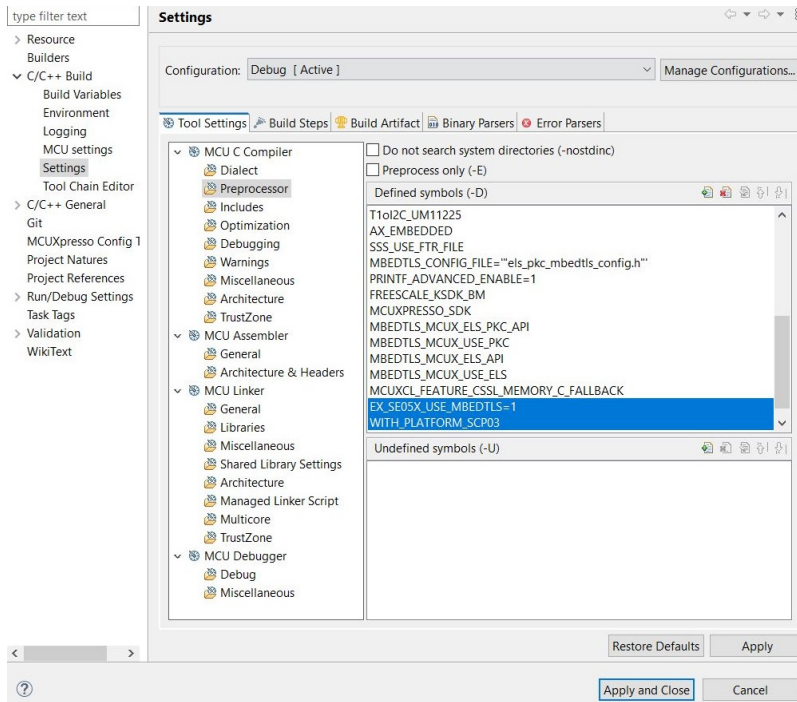 type filter text
Resource
Builders
C/C++ Build
Build Variables
Environment
Logging
MCU settings
Settings
Tool Chain Editor
C/C++ General
Git
MCUXpresso Config T
Project Natures
Project References
Run/Debug Settings
Task Tags
Validation
WikiText
Settings
Configuration: Debug [ Active ]
Manage Configurations...
Tool Settings Build Steps Build Artifact Binary Parsers Error Parsers
MCU C Compiler
Dialect
Preprocessor
Includes
Optimization
Debugging
Warnings
Miscellaneous
Architecture
TrustZone
MCU Assembler
General
Architecture & Headers
MCU Linker
General
Libraries
Miscellaneous
Shared Library Settings
Architecture
Managed Linker Script
Multicore
TrustZone
MCU Debugger
Debug
Miscellaneous
Do not search system directories (-nostdinc)
Preprocess only (-E)
Defined symbols (-D)
T1oI2C_UM11225
AX_EMBEDDED
SSS_USE_FTR_FILE
MBEDTLS_CONFIG_FILE='"els_pkc_mbedtls_config.h"'
PRINTF_ADVANCED_ENABLE=1
FREESCALE_KSDK_BM
MCUXPRESSO_SDK
MBEDTLS_MCUX_ELS_PKC_API
MBEDTLS_MCUX_USE_PKC
MBEDTLS_MCUX_ELS_API
MBEDTLS_MCUX_USE_ELS
MCUXCL_FEATURE_CSSL_MEMORY_C_FALLBACK
EX_SE05X_USE_MBEDTLS=1
WITH_PLATFORM_SCP03
Undefined symbols (-U)
Restore Defaults Apply
Apply and Close Cancel